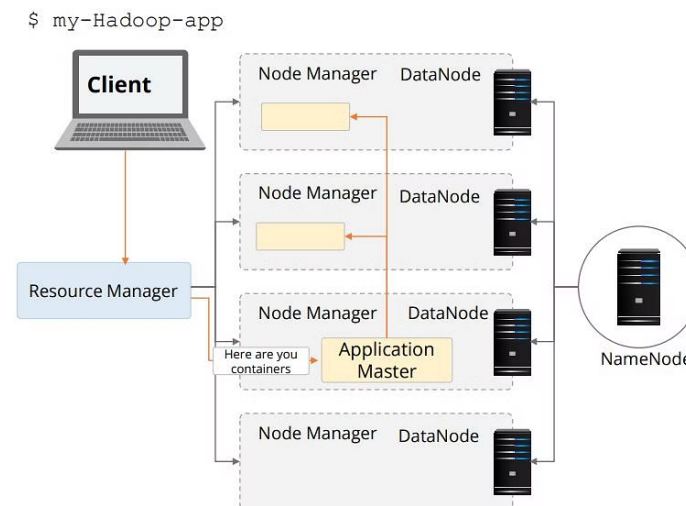 $ my-Hadoop-app
Client
Node Manager
DataNode
Node Manager
DataNode
Resource Manager
Node Manager
DataNode
Here are you
containers
Application
Master
NameNode
Node Manager
DataNode